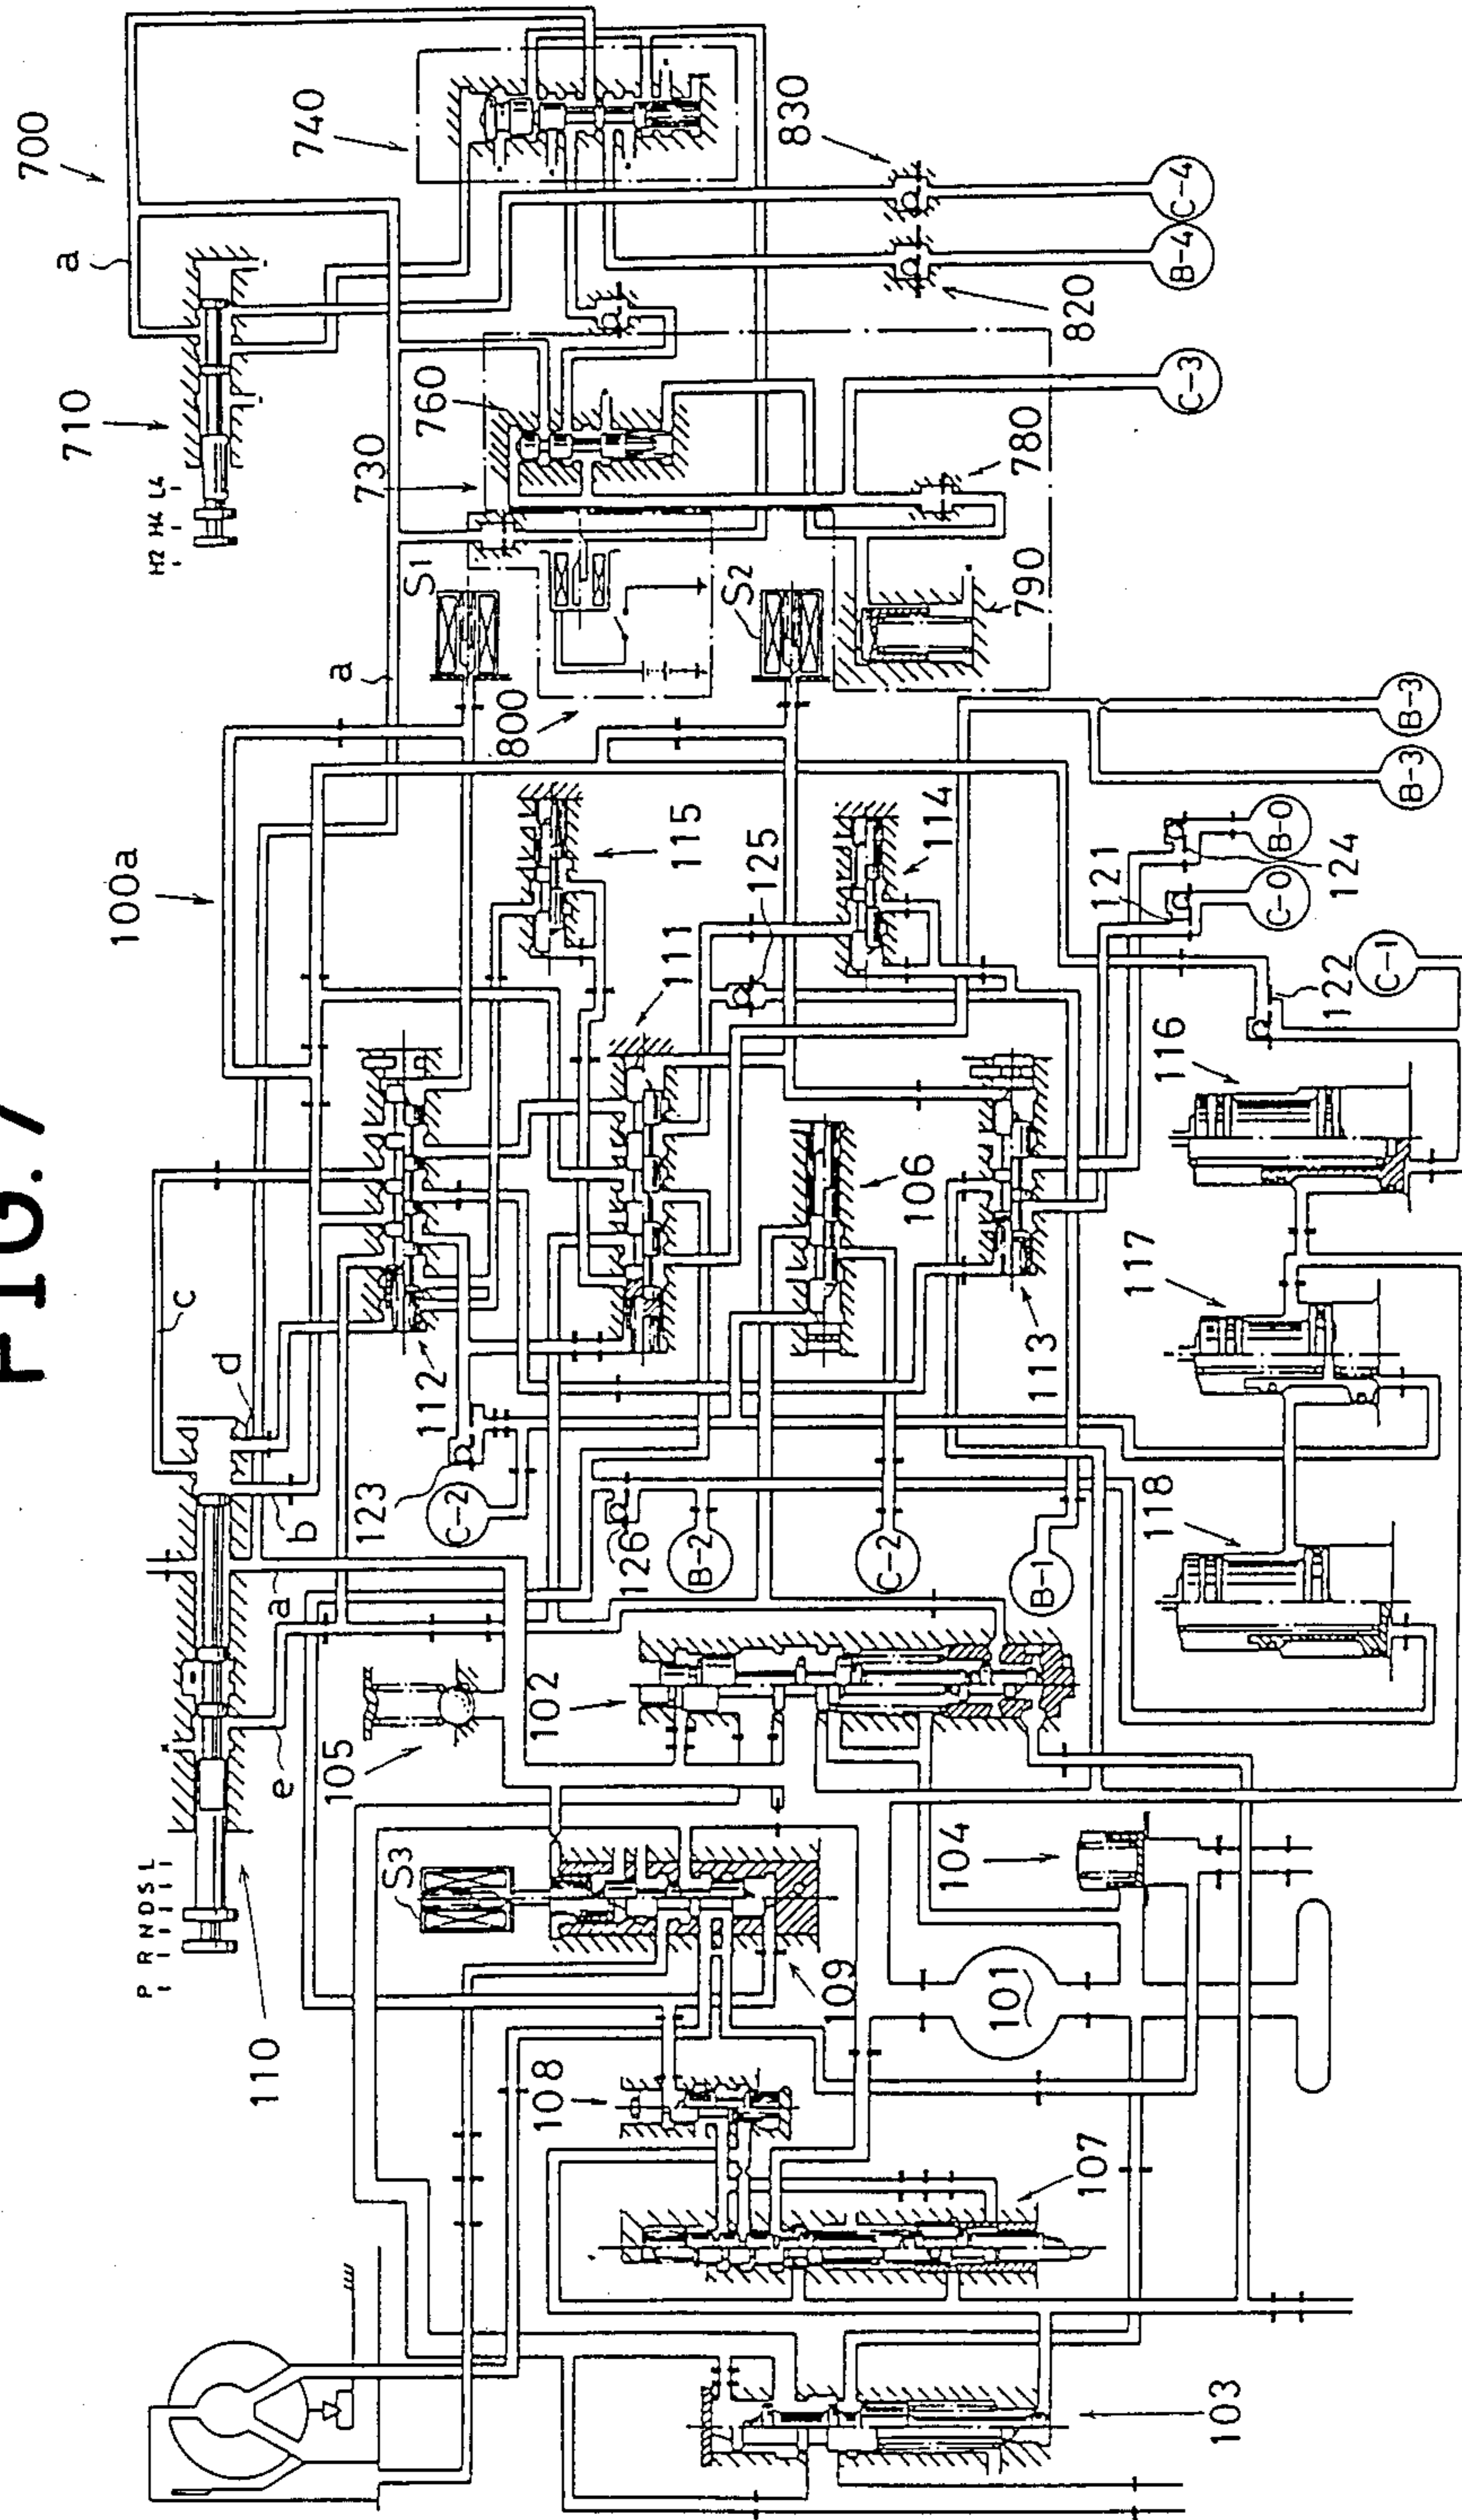 FIG. 7
700
a
710
H2 H4 L4
740
830
760
730
C-4
B-4
820
C-3
780
790
S1
S2
a
800
100a
115
114
125
111
B-3
B-3
B-0
C-0
121
124
122
C-1
116
106
113
117
c
d
112
123
C-2
b
126
B-2
C-2
B-1
118
a
e
105
102
P R N D S L
110
S3
109
104
101
108
107
103